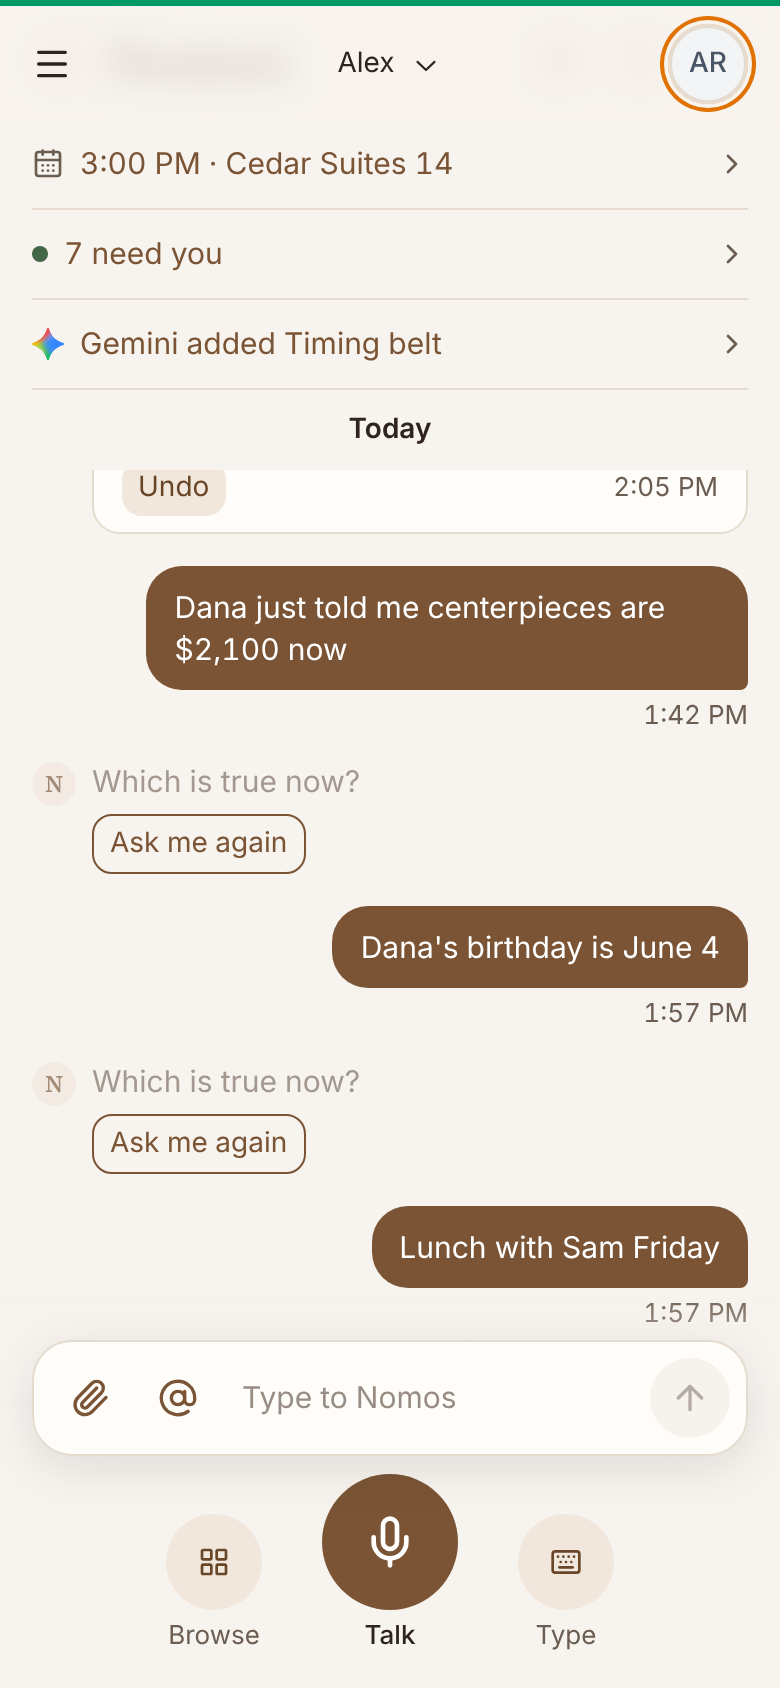 Alex
AR
3:00 PM · Cedar Suites 14
7 need you
Gemini added Timing belt
Today
Undo
2:05 PM
Dana just told me centerpieces are
$2,100 now
1:42 PM
N
Which is true now?
Ask me again
Dana's birthday is June 4
1:57 PM
N
Which is true now?
Ask me again
Lunch with Sam Friday
1:57 PM
@
Type to Nomos
Browse
Talk
Type